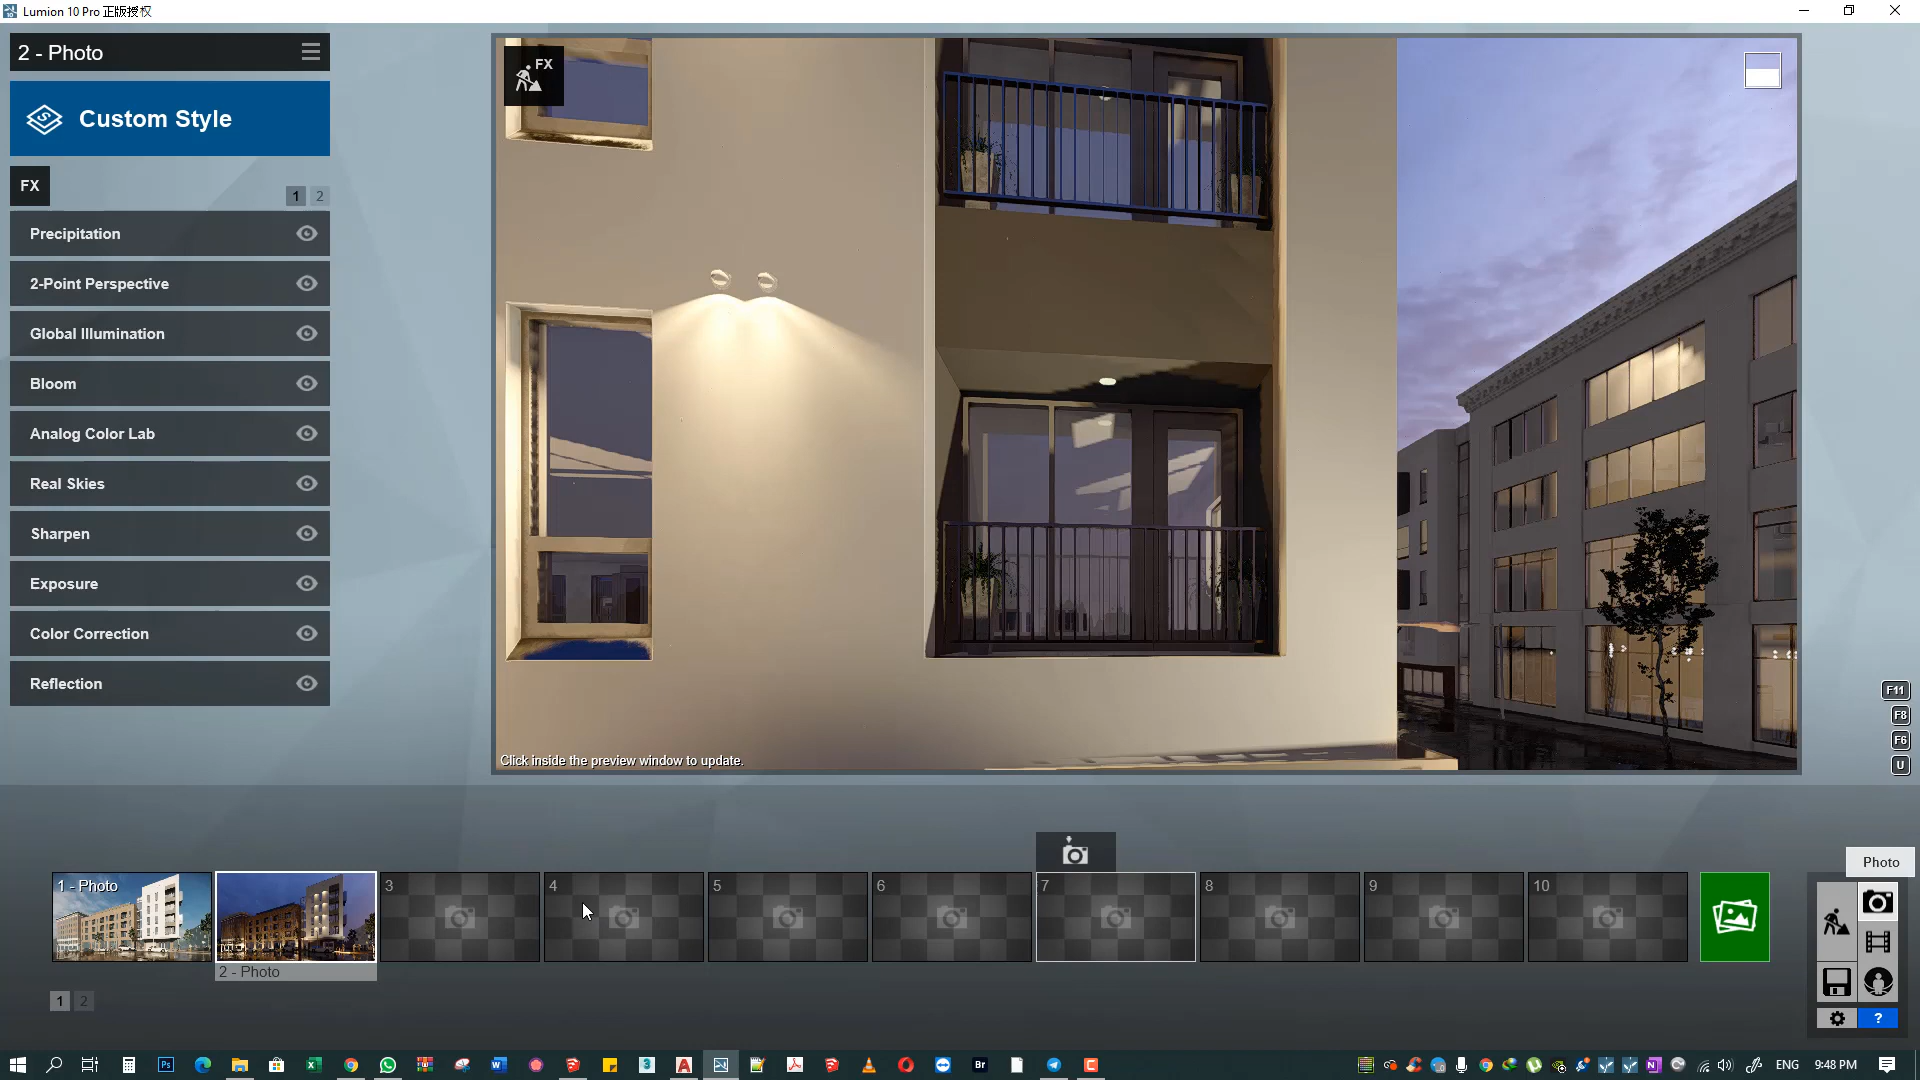 Lumion 10 Pro 正版授权
2 - Photo
Custom Style
FX
1 2
Precipitation
2-Point Perspective
Global Illumination
Bloom
Analog Color Lab
Real Skies
Sharpen
Exposure
Color Correction
Reflection
FX
Click inside the preview window to update.
F11
F8
F6
U
Photo
1 - Photo
3
4
5
6
7
8
9
10
2 - Photo
1 2
?
Ps
W
3
A
Br
N
ENG
9:48 PM